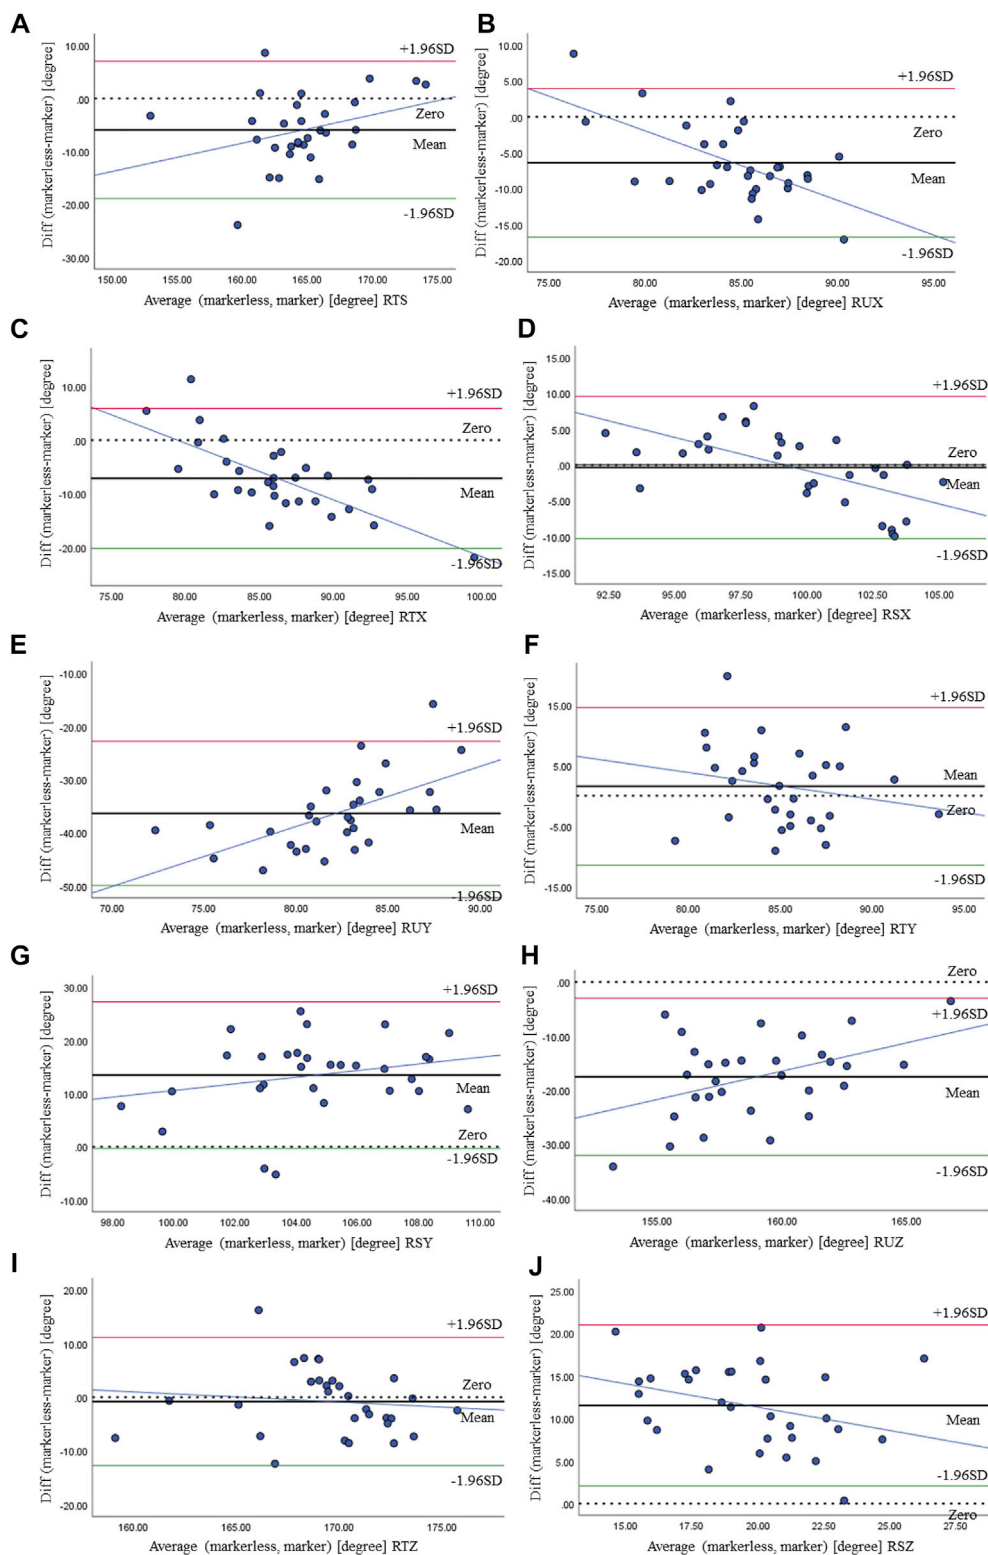 A
Diff (markerless-marker) [degree]
10.00
.00
-10.00
-20.00
-30.00
+1.96SD
Zero
Mean
-1.96SD
150.00 155.00 160.00 165.00 170.00 175.00
Average (markerless, marker) [degree] RTS
B
Diff (markerless-marker) [degree]
10.00
5.00
.00
-5.00
-10.00
-15.00
-20.00
+1.96SD
Zero
Mean
-1.96SD
75.00 80.00 85.00 90.00 95.00
Average (markerless, marker) [degree] RUX
C
Diff (markerless-marker) [degree]
10.00
.00
-10.00
-20.00
+1.96SD
Zero
Mean
-1.96SD
75.00 80.00 85.00 90.00 95.00 100.00
Average (markerless, marker) [degree] RTX
D
Diff (markerless-marker) [degree]
15.00
10.00
5.00
.00
-5.00
-10.00
-15.00
+1.96SD
Zero
Mean
-1.96SD
92.50 95.00 97.50 100.00 102.50 105.00
Average (markerless, marker) [degree] RSX
E
Diff (markerless-marker) [degree]
-10.00
-20.00
-30.00
-40.00
-50.00
+1.96SD
Mean
-1.96SD
70.00 75.00 80.00 85.00 90.00
Average (markerless, marker) [degree] RUY
F
Diff (markerless-marker) [degree]
15.00
5.00
.00
-5.00
-15.00
+1.96SD
Mean
Zero
-1.96SD
75.00 80.00 85.00 90.00 95.00
Average (markerless, marker) [degree] RTY
G
Diff (markerless-marker) [degree]
30.00
20.00
10.00
.00
-10.00
+1.96SD
Mean
Zero
-1.96SD
98.00 100.00 102.00 104.00 106.00 108.00 110.00
Average (markerless, marker) [degree] RSY
H
Diff (markerless-marker) [degree]
.00
-10.00
-20.00
-30.00
-40.00
Zero
+1.96SD
Mean
-1.96SD
155.00 160.00 165.00
Average (markerless, marker) [degree] RUZ
I
Diff (markerless-marker) [degree]
20.00
10.00
.00
-10.00
-20.00
+1.96SD
Zero
Mean
-1.96SD
160.00 165.00 170.00 175.00
Average (markerless, marker) [degree] RTZ
J
Diff (markerless-marker) [degree]
25.00
20.00
15.00
10.00
5.00
.00
+1.96SD
Mean
-1.96SD
Zero
15.00 17.50 20.00 22.50 25.00 27.50
Average (markerless, marker) [degree] RSZ